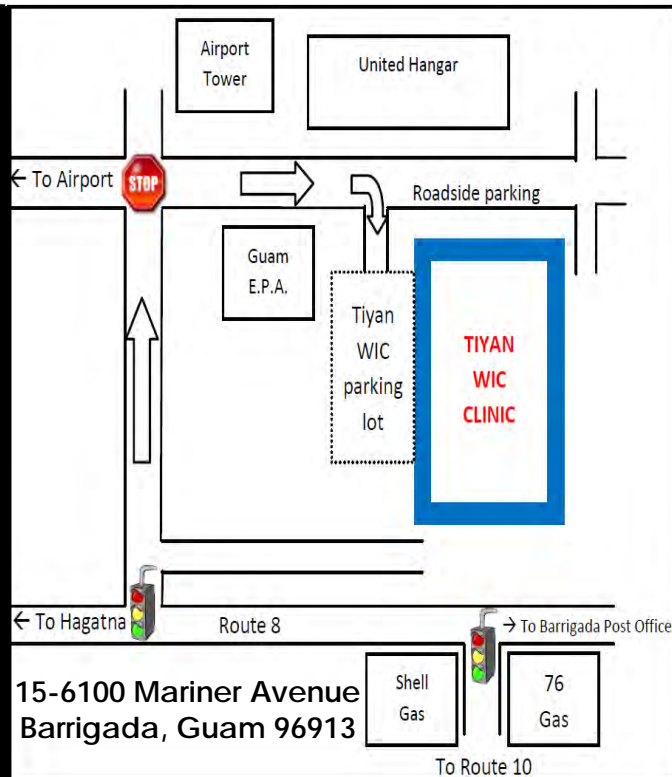 Airport
Tower
United Hangar
← To Airport
STOP
Roadside parking
Guam
E.P.A.
Tiyan
WIC
parking
lot
TIYAN
WIC
CLINIC
← To Hagatna
Route 8
→ To Barrigada Post Office
15-6100 Mariner Avenue
Barrigada, Guam 96913
Shell
Gas
76
Gas
To Route 10